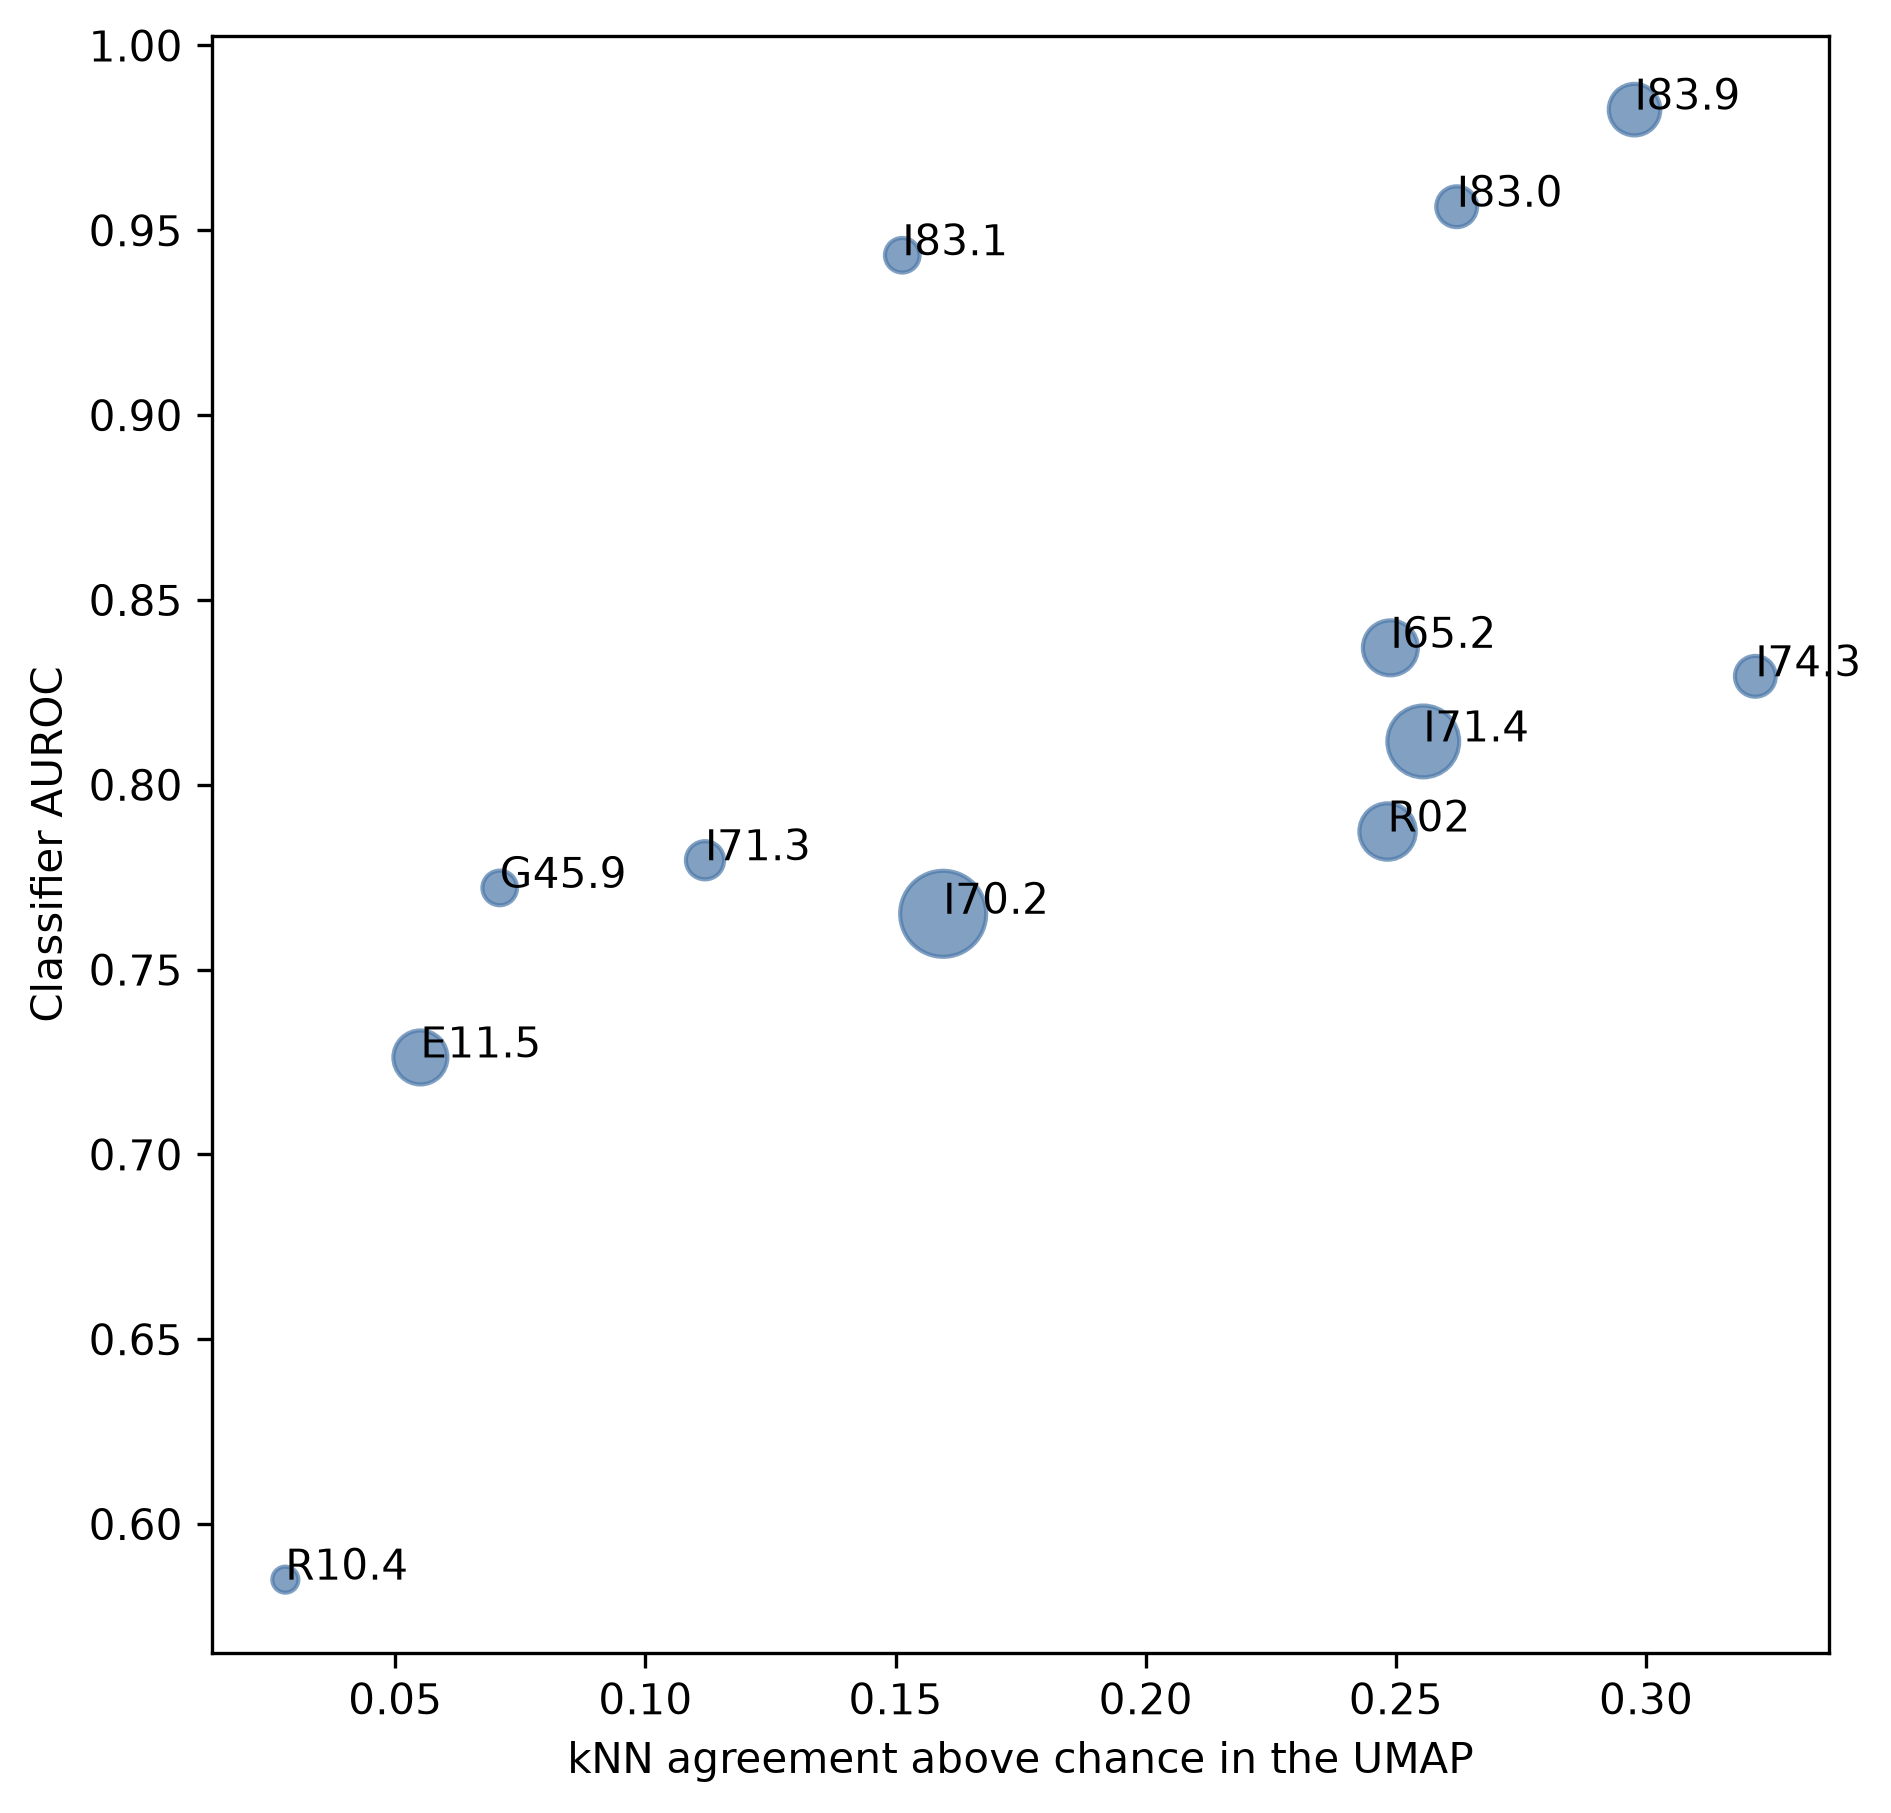 1.00
0.95
0.90
0.85
0.80
0.75
0.70
0.65
0.60
Classifier AUROC
I83.9
I83.0
I83.1
I65.2
I74.3
I71.4
R02
I71.3
G45.9
I70.2
E11.5
R10.4
0.05 0.10 0.15 0.20 0.25 0.30
kNN agreement above chance in the UMAP